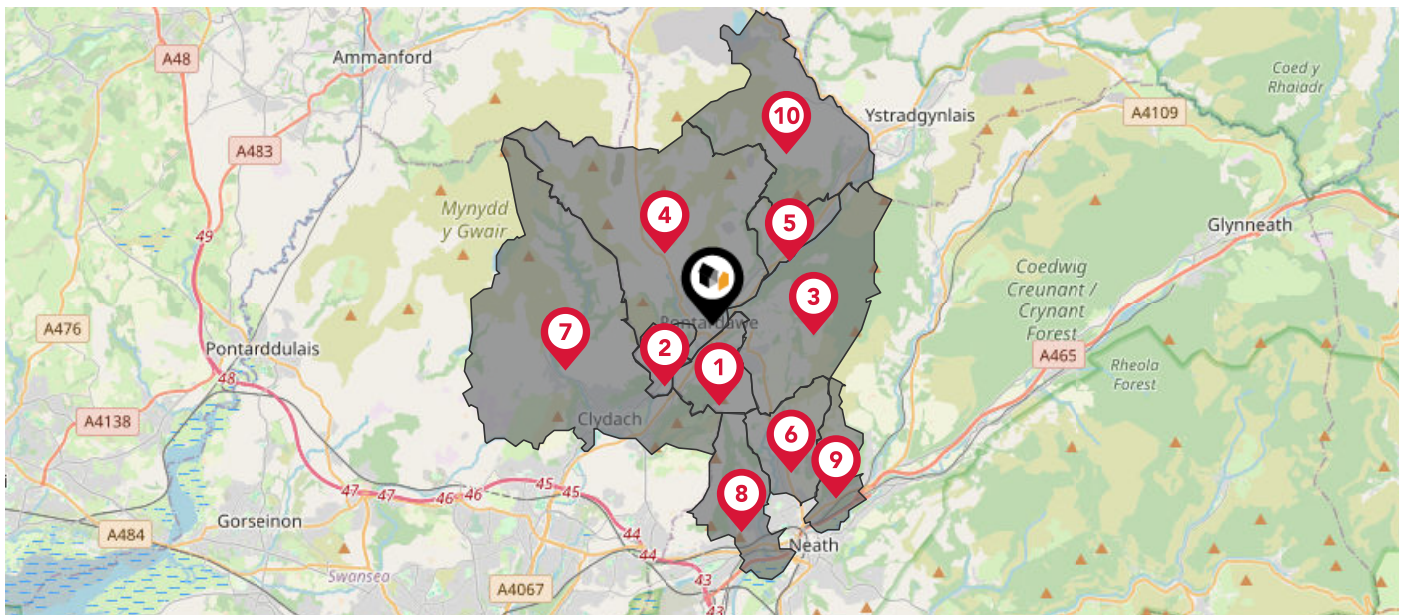 A48
Ammanford
Coed y
Rhaiadr
10
Ystradgynlais
A4109
A483
Mynydd
y Gwair
4
5
Glynneath
49
Coedwig
Creunant /
Crynant
Forest
3
A476
Pontardawe
7
2
Pontarddulais
A465
1
Rheola
Forest
48
A4138
Clydach
6
9
47
47
46
46
45
45
8
A484
Gorseinon
44
44
Neath
Swansea
A4067
43
43